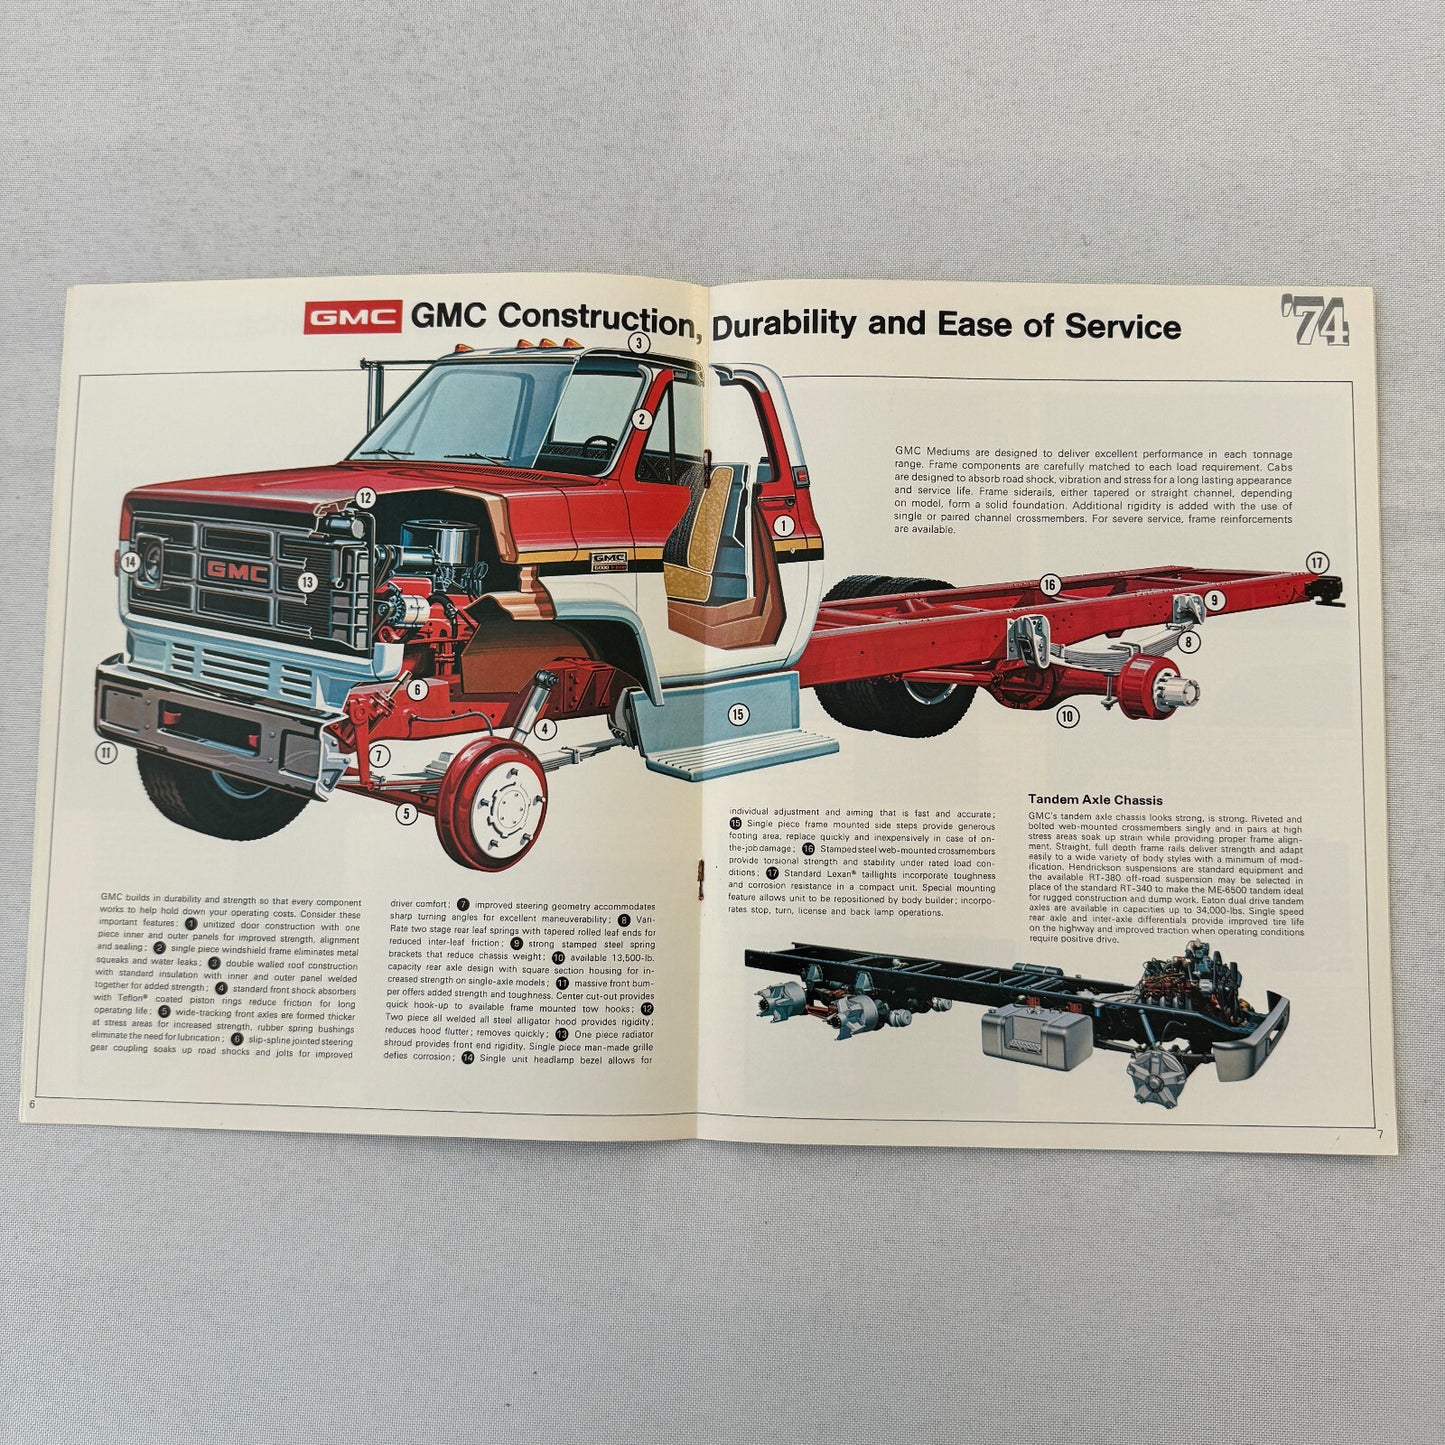 GMC GMC Construction, Durability and Ease of Service
'74
3
2
12
1
14
GMC
13
GMC
6000
16
17
9
8
6
15
4
10
11
7
5
GMC Mediums are designed to deliver excellent performance in each tonnage
range. Frame components are carefully matched to each load requirement. Cabs
are designed to absorb road shock, vibration and stress for a long lasting appearance
and service life. Frame siderails, either tapered or straight channel, depending
on model, form a solid foundation. Additional rigidity is added with the use of
single or paired channel crossmembers. For severe service, frame reinforcements
are available.
GMC builds in durability and strength so that every component
works to help hold down your operating costs. Consider these
important features: 1 unitized door construction with one
piece inner and outer panels for improved strength, alignment
and sealing; 2 single piece windshield frame eliminates metal
squeaks and water leaks; 3 double walled roof construction
with standard insulation with inner and outer panel welded
together for added strength; 4 standard front shock absorbers
with Teflon® coated piston rings reduce friction for long
operating life; 5 wide-tracking front axles are formed thicker
at stress areas for increased strength, rubber spring bushings
eliminate the need for lubrication; 6 slip-spline jointed steering
gear coupling soaks up road shocks and jolts for improved
driver comfort; 7 improved steering geometry accommodates
sharp turning angles for excellent maneuverability; 8 Vari-
Rate two stage rear leaf springs with tapered rolled leaf ends for
reduced inter-leaf friction; 9 strong stamped steel spring
brackets that reduce chassis weight; 10 available 13,500-lb.
capacity rear axle design with square section housing for in-
creased strength on single-axle models; 11 massive front bum-
per offers added strength and toughness. Center cut-out provides
quick hook-up to available frame mounted tow hooks; 12
Two piece all welded all steel alligator hood provides rigidity;
reduces hood flutter; removes quickly; 13 One piece radiator
shroud provides front end rigidity. Single piece man-made grille
defies corrosion; 14 Single unit headlamp bezel allows for
individual adjustment and aiming that is fast and accurate;
15 Single piece frame mounted side steps provide generous
footing area, replace quickly and inexpensively in case of on-
the-job damage; 16 Stamped steel web-mounted crossmembers
provide torsional strength and stability under rated load con-
ditions; 17 Standard Lexan® taillights incorporate toughness
and corrosion resistance in a compact unit. Special mounting
feature allows unit to be repositioned by body builder; incorpo-
rates stop, turn, license and back lamp operations.
Tandem Axle Chassis
GMC's tandem axle chassis looks strong, is strong. Riveted and
bolted web-mounted crossmembers singly and in pairs at high
stress areas soak up strain while providing proper frame align-
ment. Straight, full depth frame rails deliver strength and adapt
easily to a wide variety of body styles with a minimum of mod-
ification. Hendrickson suspensions are standard equipment and
the available RT-380 off-road suspension may be selected in
place of the standard RT-340 to make the ME-6500 tandem ideal
for rugged construction and dump work. Eaton dual drive tandem
axles are available in capacities up to 34,000-lbs. Single speed
rear axle and inter-axle differentials provide improved tire life
on the highway and improved traction when operating conditions
require positive drive.
6
7